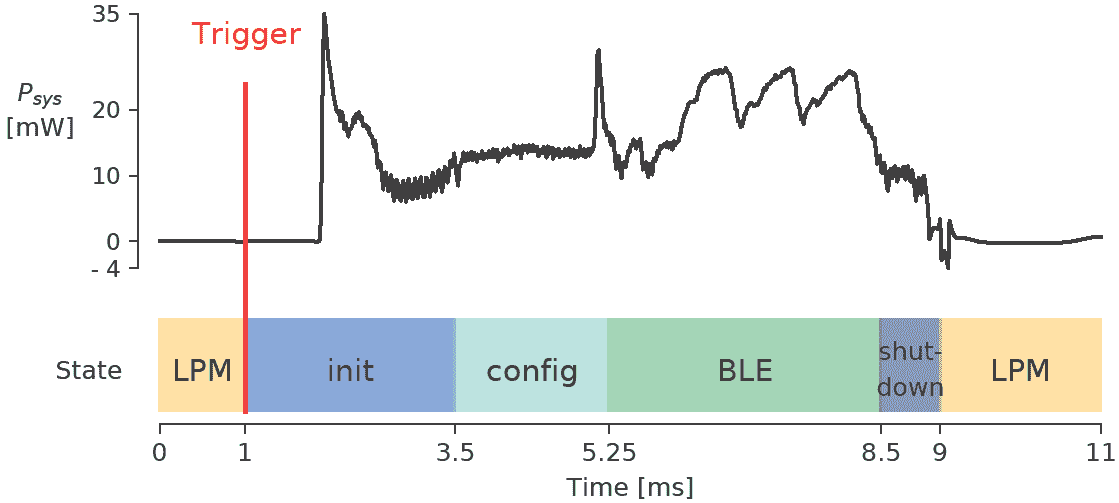 35
Trigger
P_sys
[mW]
20
10
0
- 4
State
LPM
init
config
BLE
shut-
down
LPM
0 1 3.5 5.25 8.5 9 11
Time [ms]